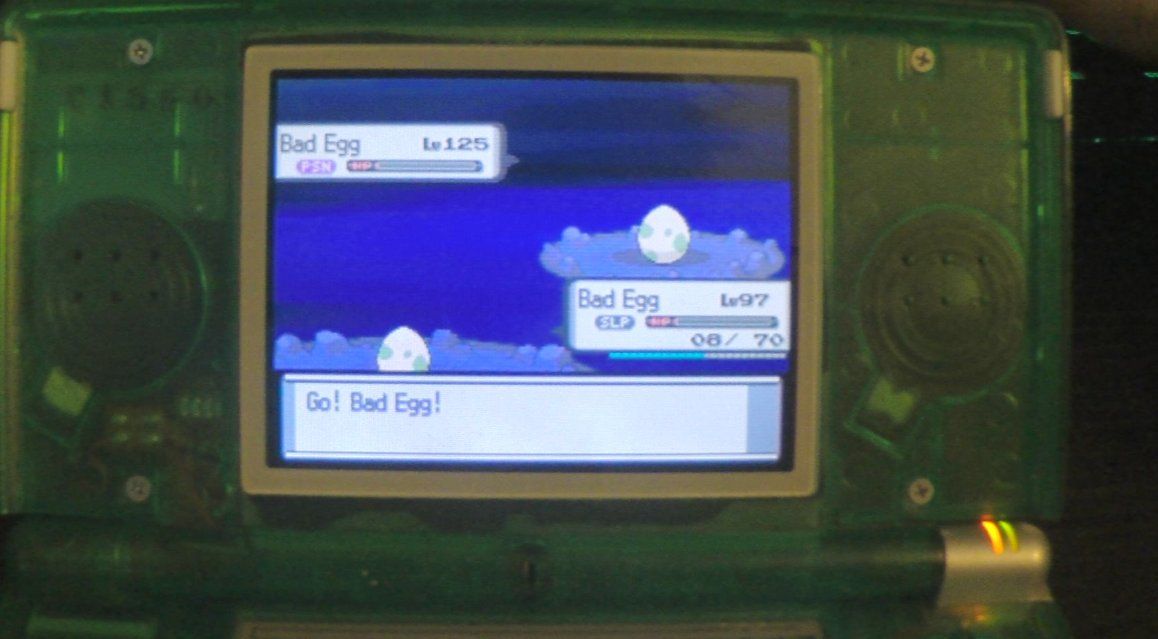 Bad Egg Lv125
PSN HP
Bad Egg Lv97
SLP HP
08/ 70
Go! Bad Egg!